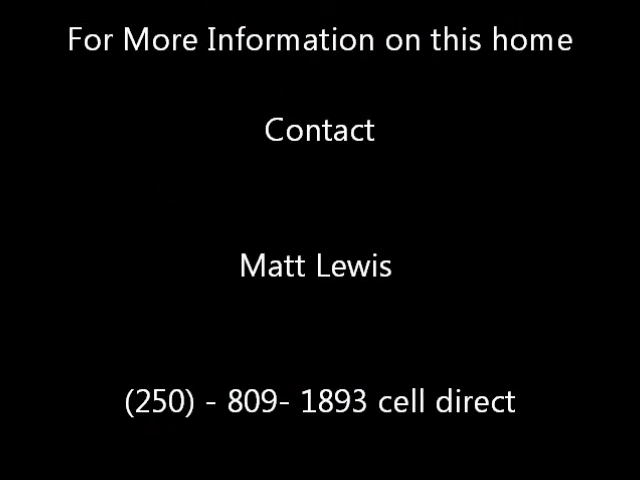 For More Information on this home
Contact
Matt Lewis
(250) - 809- 1893 cell direct